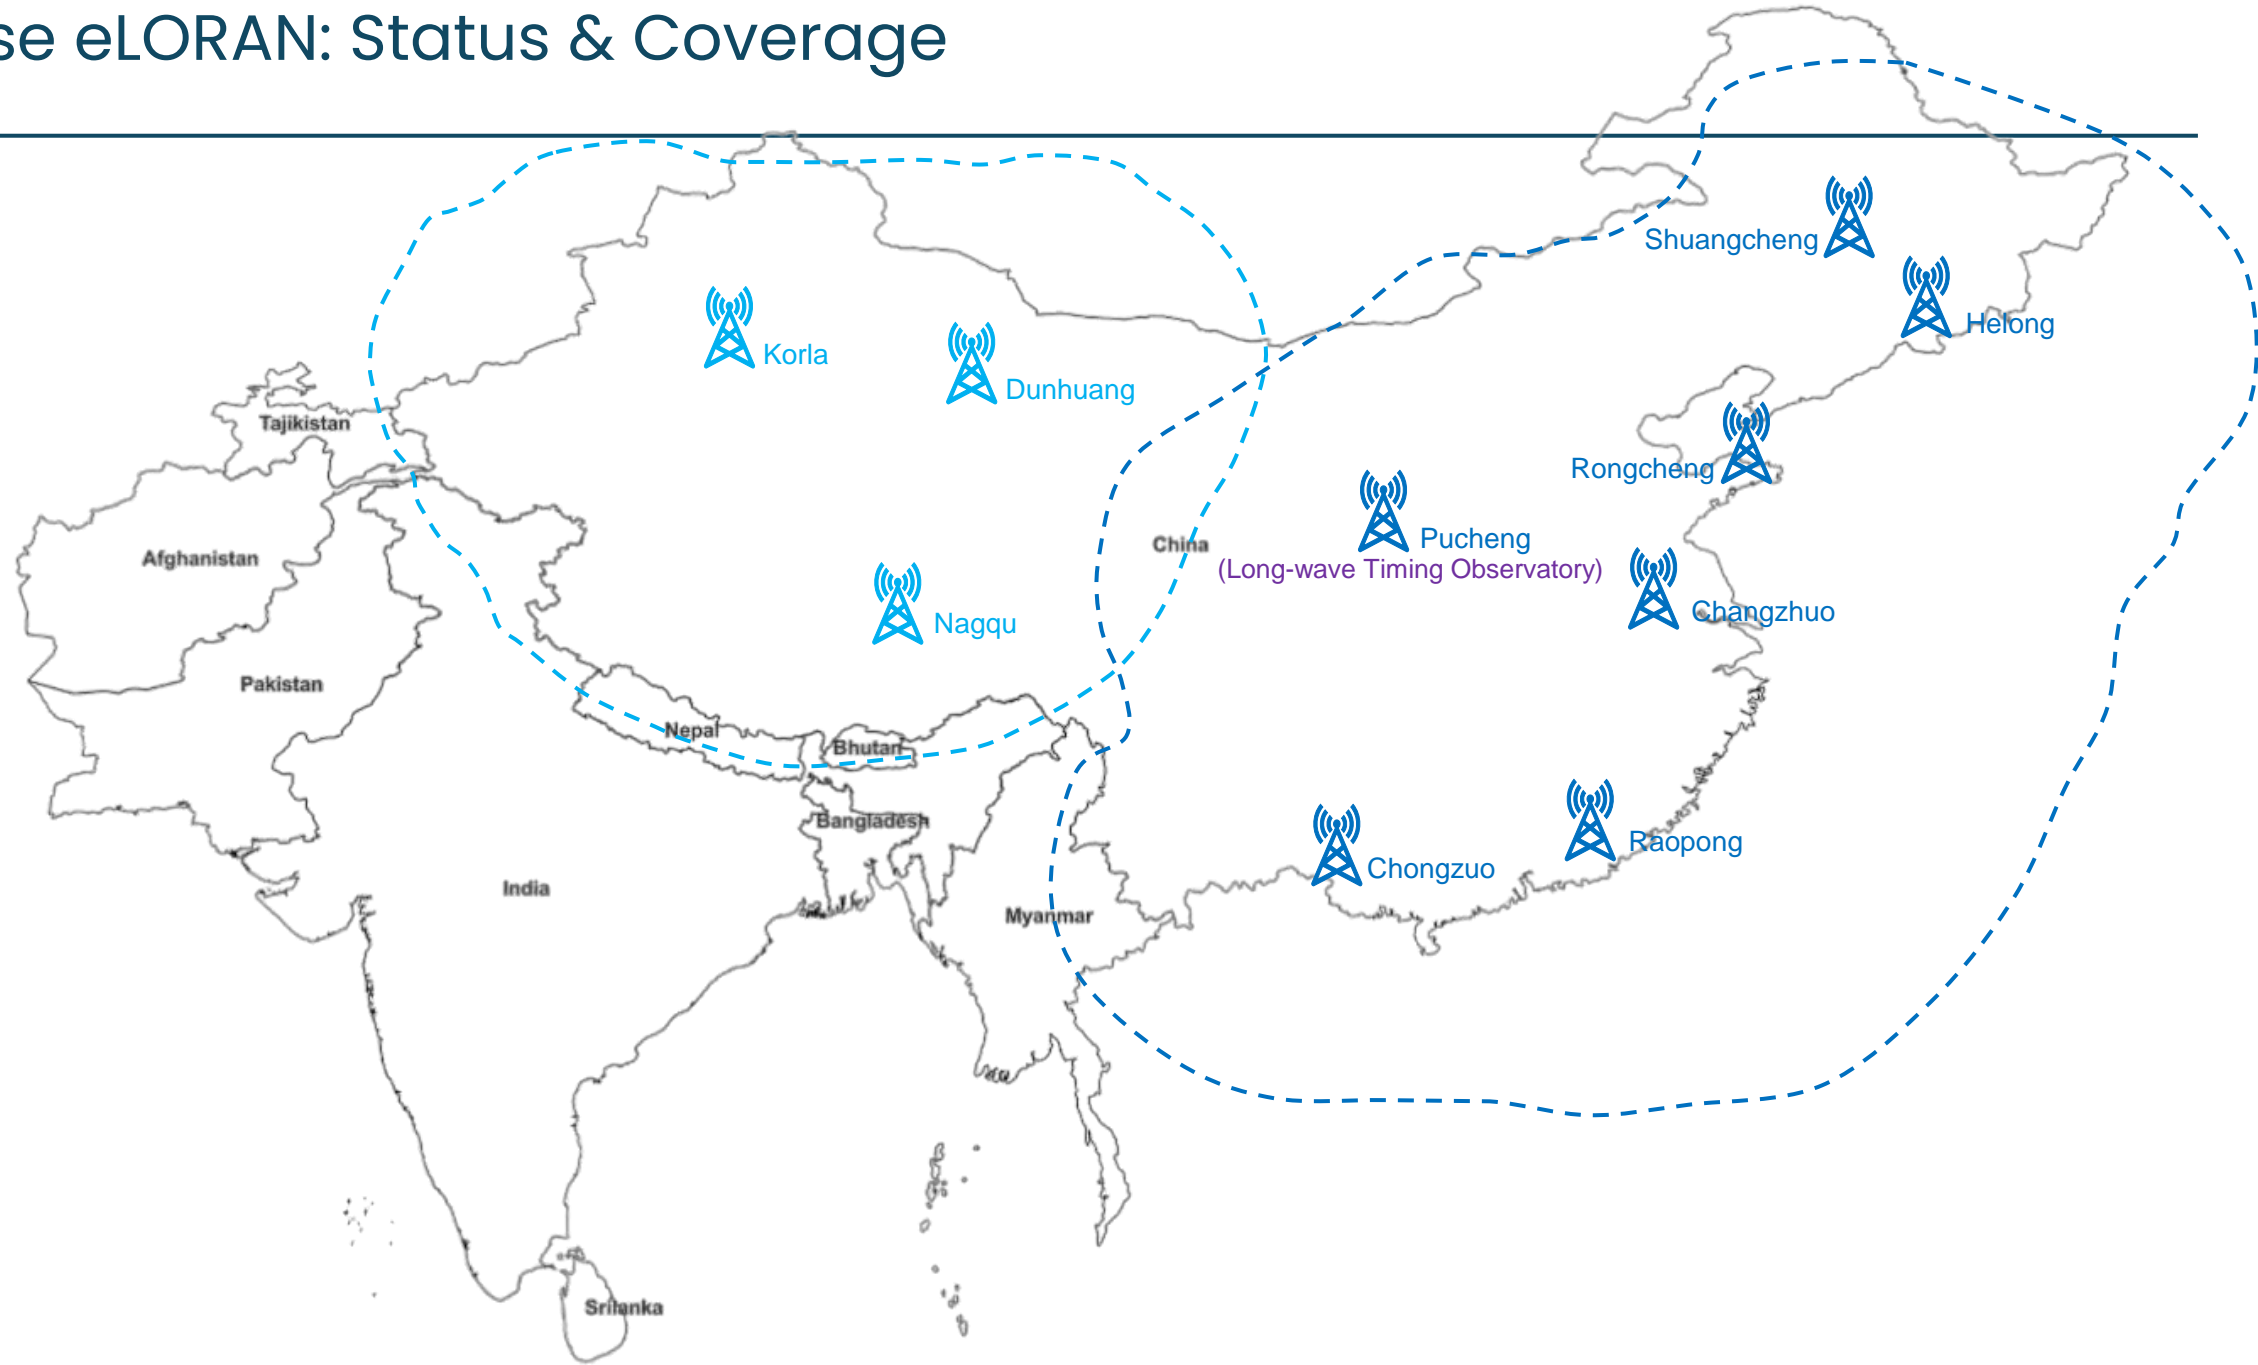 se eLORAN: Status & Coverage
Shuangcheng
Helong
Korla
Dunhuang
Tajikistan
Rongcheng
Pucheng
China
(Long-wave Timing Observatory)
Afghanistan
Changzhuo
Nagqu
Pakistan
Nepal
Bhutan
Bangladesh
Raopong
Chongzuo
India
Myanmar
Srilanka